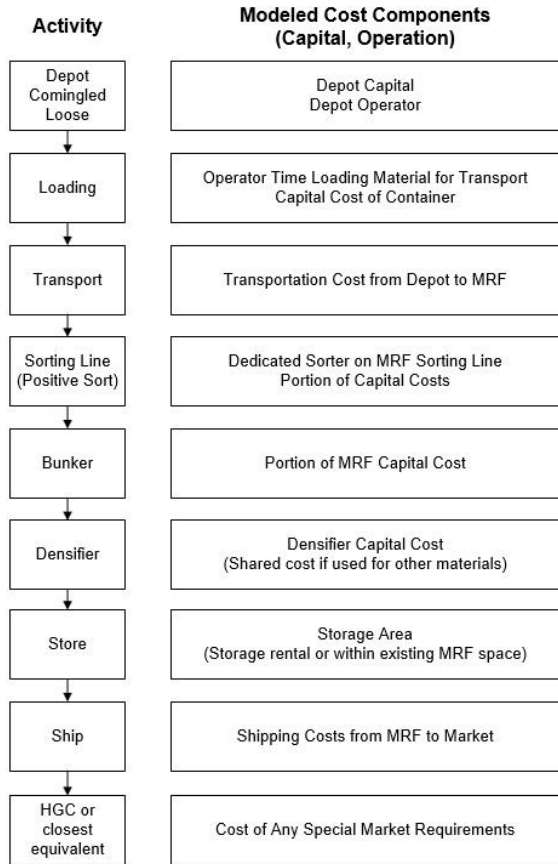 Activity
Modeled Cost Components
(Capital, Operation)
Depot
Comingled
Loose
Depot Capital
Depot Operator
Loading
Operator Time Loading Material for Transport
Capital Cost of Container
Transport
Transportation Cost from Depot to MRF
Sorting Line
(Positive Sort)
Dedicated Sorter on MRF Sorting Line
Portion of Capital Costs
Bunker
Portion of MRF Capital Cost
Densifier
Densifier Capital Cost
(Shared cost if used for other materials)
Store
Storage Area
(Storage rental or within existing MRF space)
Ship
Shipping Costs from MRF to Market
HGC or
closest
equivalent
Cost of Any Special Market Requirements